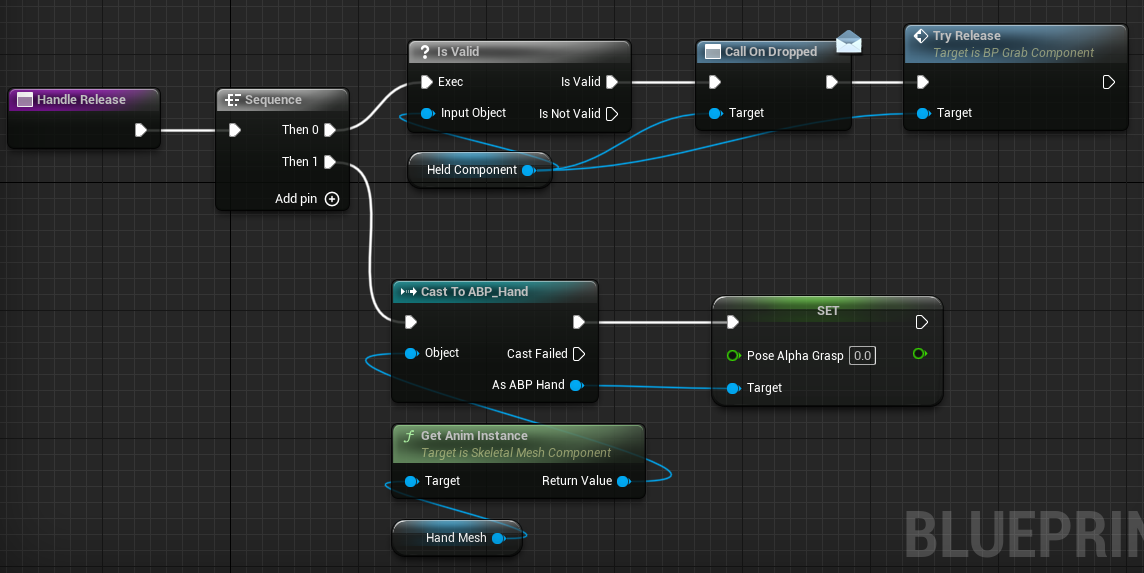 Handle Release
Sequence
Then 0
Then 1
Add pin
? Is Valid
Exec
Is Valid
Input Object
Is Not Valid
Held Component
Call On Dropped
Target
Try Release
Target is BP Grab Component
Target
Cast To ABP_Hand
Object
Cast Failed
As ABP Hand
SET
Pose Alpha Grasp 0.0
Target
f Get Anim Instance
Target is Skeletal Mesh Component
Target
Return Value
Hand Mesh
BLUEPRIN